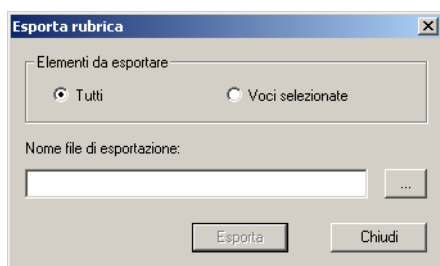 Esporta rubrica
Elementi da esportare
Tutti
Voci selezionate
Nome file di esportazione:
...
Esporta
Chiudi